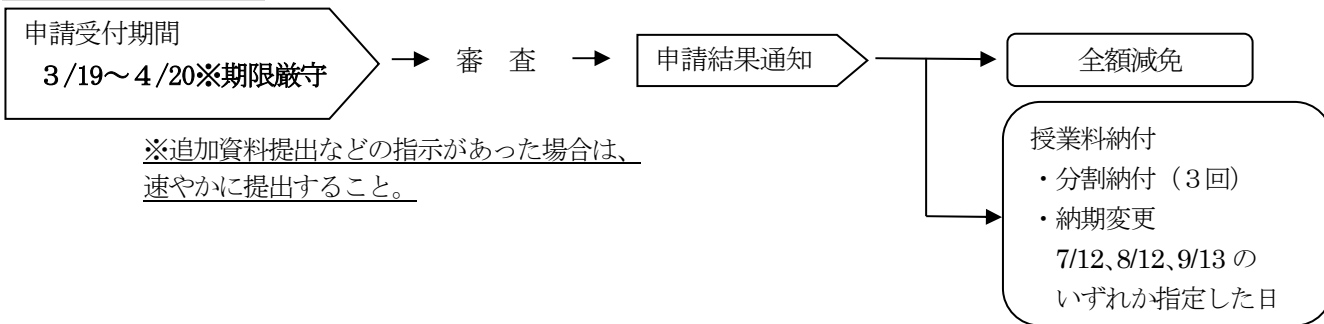 申請受付期間
３/19～４/20※期限厳守
審　査
申請結果通知
全額減免
※追加資料提出などの指示があった場合は、
速やかに提出すること。
授業料納付
・分割納付（３回）
・納期変更
7/12、8/12、9/13 の
いずれか指定した日